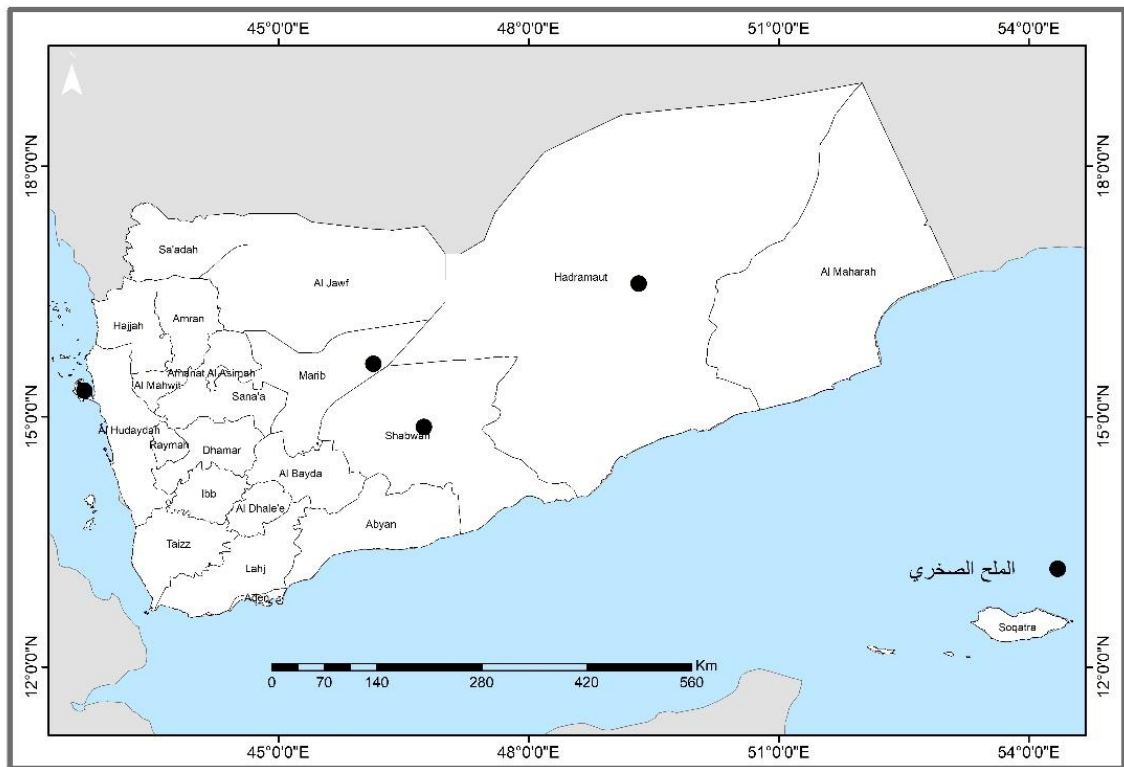 45°0'0"E 48°0'0"E 51°0'0"E 54°0'0"E
18°0'0"N
18°0'0"N
Sa'adah
Al Jawf
Hadramaut
Al Maharah
Hajjah
Amran
Amanat Al Asimah
Marib
Al Mahwit
Sana'a
15°0'0"N
15°0'0"N
Al Hudaydah
Raymah
Dhamar
Shabwah
Al Bayda
Ibb
Al Dhale'e
Abyan
Taizz
Lahj
Aden
الملح الصخري
Soqatra
12°0'0"N
12°0'0"N
Km
0 70 140 280 420 560
45°0'0"E 48°0'0"E 51°0'0"E 54°0'0"E